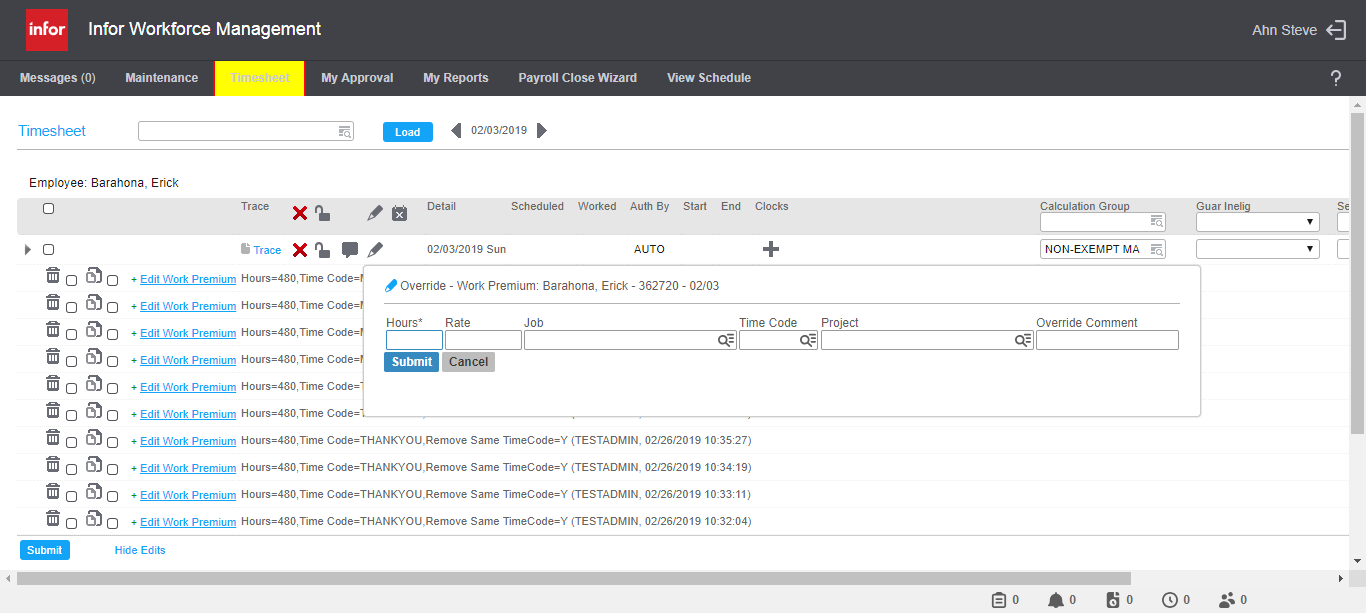 infor Infor Workforce Management Ahn Steve
Messages (0) Maintenance Timesheet My Approval My Reports Payroll Close Wizard View Schedule ?
Timesheet Load 02/03/2019
Employee: Barahona, Erick
Trace Detail Scheduled Worked Auth By Start End Clocks Calculation Group Guar Inelig Se
Trace 02/03/2019 Sun AUTO NON-EXEMPT MA
+ Edit Work Premium Hours=480,Time Code=
Override - Work Premium: Barahona, Erick - 362720 - 02/03
+ Edit Work Premium Hours=480,Time Code=
Hours* Rate Job Time Code Project Override Comment
+ Edit Work Premium Hours=480,Time Code=
+ Edit Work Premium Hours=480,Time Code=
Submit Cancel
+ Edit Work Premium Hours=480,Time Code=
+ Edit Work Premium Hours=480,Time Code=
+ Edit Work Premium Hours=480,Time Code=THANKYOU,Remove Same TimeCode=Y (TESTADMIN, 02/26/2019 10:35:27)
+ Edit Work Premium Hours=480,Time Code=THANKYOU,Remove Same TimeCode=Y (TESTADMIN, 02/26/2019 10:34:19)
+ Edit Work Premium Hours=480,Time Code=THANKYOU,Remove Same TimeCode=Y (TESTADMIN, 02/26/2019 10:33:11)
+ Edit Work Premium Hours=480,Time Code=THANKYOU,Remove Same TimeCode=Y (TESTADMIN, 02/26/2019 10:32:04)
Submit Hide Edits
0 0 0 0 0